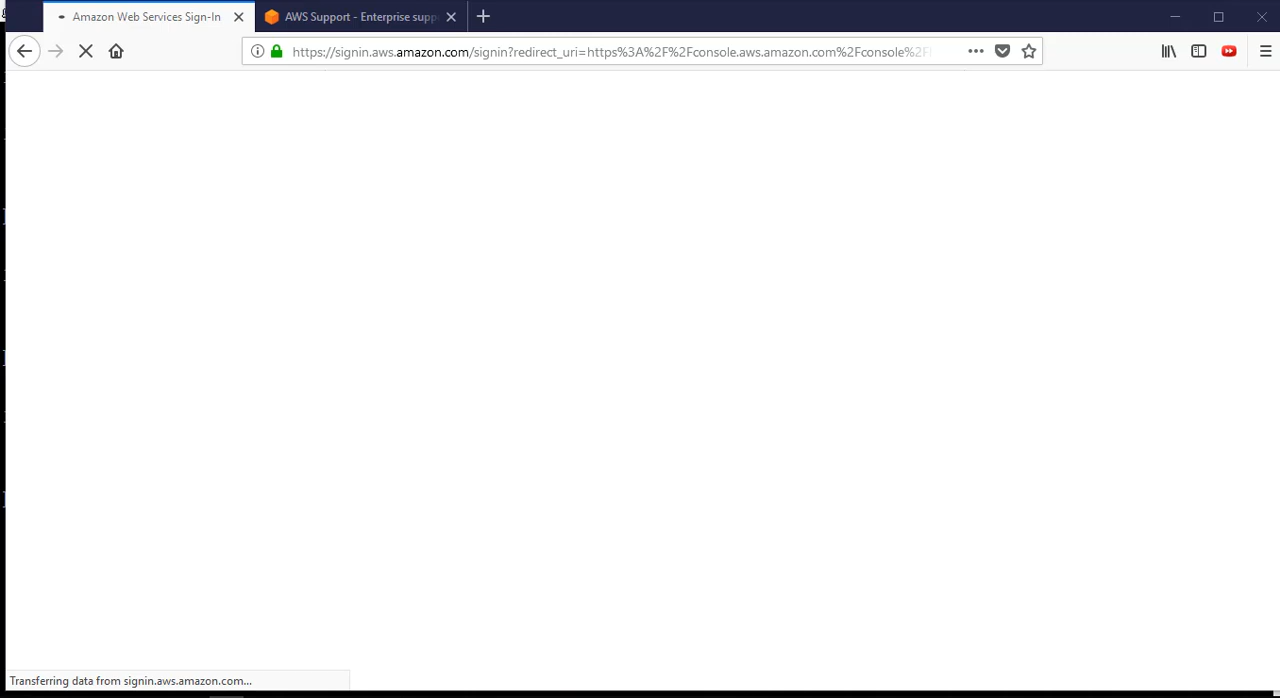 Amazon Web Services Sign-In
AWS Support - Enterprise supp
https://signin.aws.amazon.com/signin?redirect_uri=https%3A%2F%2Fconsole.aws.amazon.com%2Fconsole%2F
Transferring data from signin.aws.amazon.com...